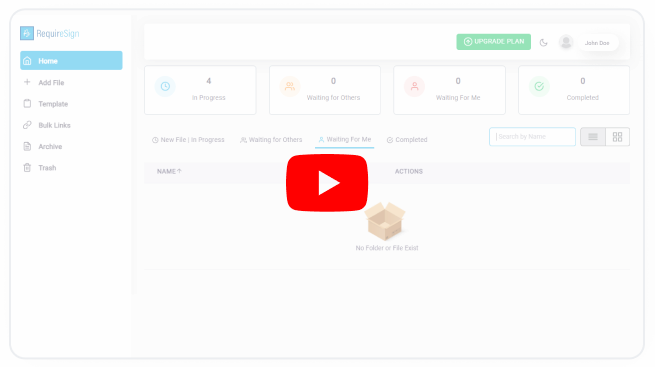 RequireSign
UPGRADE PLAN
John Doe
Home
Add File
Template
Bulk Links
Archive
Trash
4
In Progress
0
Waiting for Others
0
Waiting For Me
0
Completed
New File | In Progress
Waiting for Others
Waiting For Me
Completed
Search by Name
NAME↑
ACTIONS
No Folder or File Exist